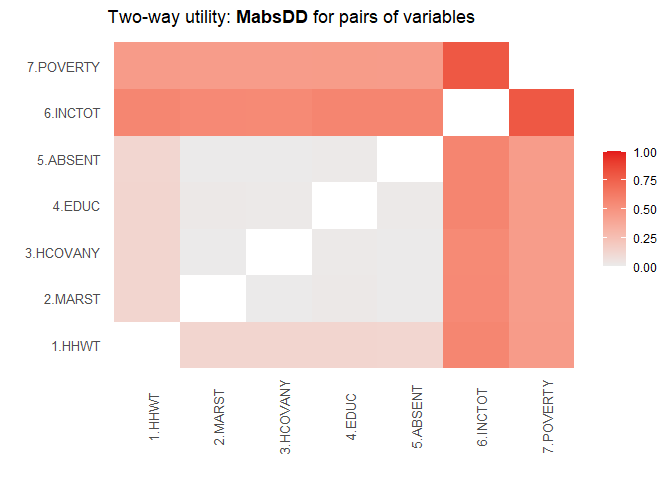 Two-way utility: MabsDD for pairs of variables
7.POVERTY
6.INCTOT
5.ABSENT
4.EDUC
3.HCOVANY
2.MARST
1.HHWT
1.00
0.75
0.50
0.25
0.00
1.HHWT
2.MARST
3.HCOVANY
4.EDUC
5.ABSENT
6.INCTOT
7.POVERTY